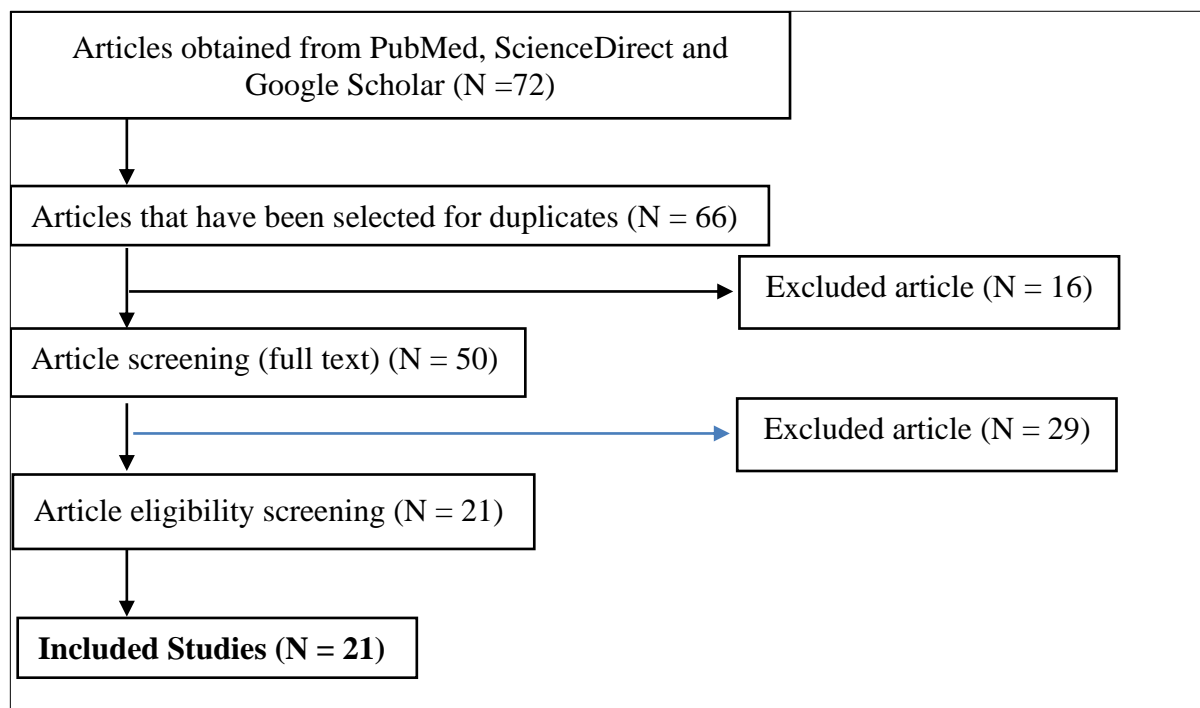 Articles obtained from PubMed, ScienceDirect and
Google Scholar (N =72)
Articles that have been selected for duplicates (N = 66)
Excluded article (N = 16)
Article screening (full text) (N = 50)
Excluded article (N = 29)
Article eligibility screening (N = 21)
Included Studies (N = 21)